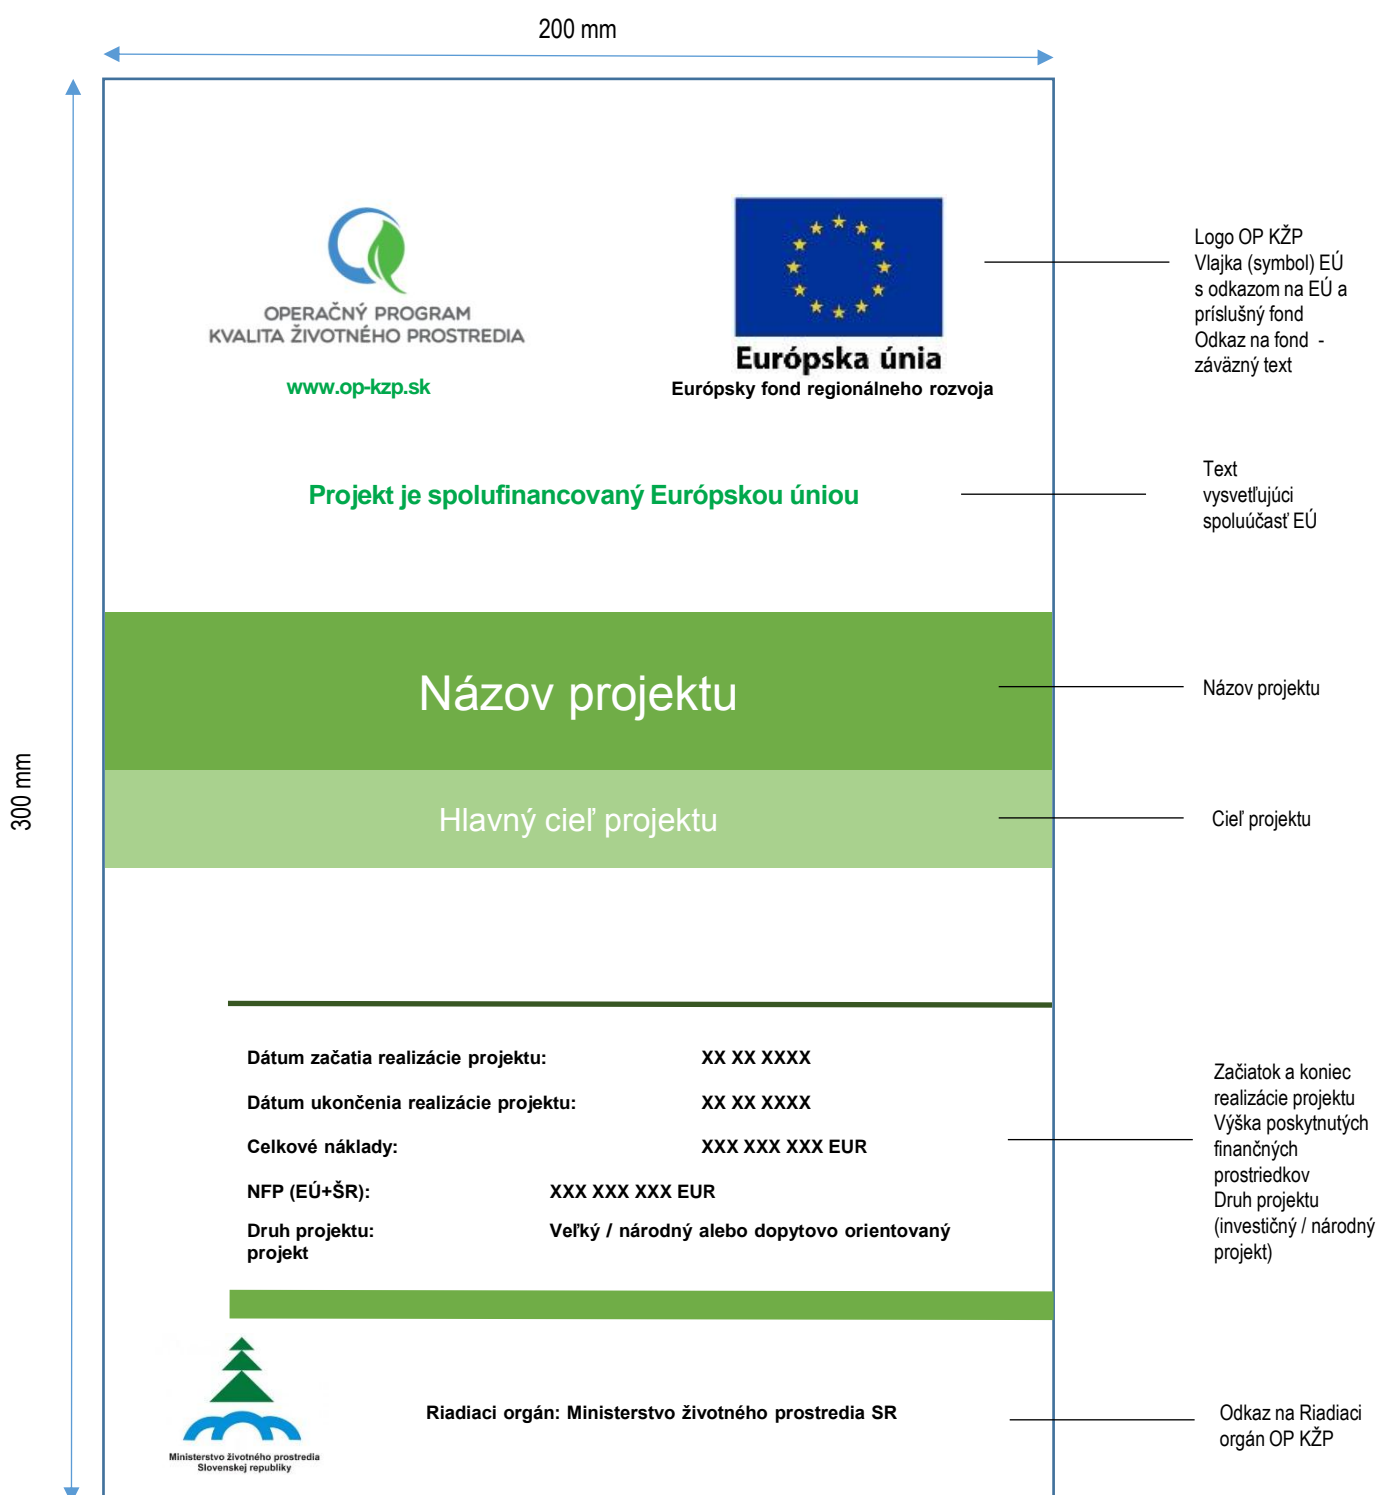 200 mm
300 mm
OPERAČNÝ PROGRAM
KVALITA ŽIVOTNÉHO PROSTREDIA
www.op-kzp.sk
Európska únia
Európsky fond regionálneho rozvoja
Logo OP KŽP
Vlajka (symbol) EÚ
s odkazom na EÚ a
príslušný fond
Odkaz na fond -
záväzný text
Projekt je spolufinancovaný Európskou úniou
Text
vysvetľujúci
spoluúčasť EÚ
Názov projektu
Názov projektu
Hlavný cieľ projektu
Cieľ projektu
Dátum začatia realizácie projektu: XX XX XXXX
Dátum ukončenia realizácie projektu: XX XX XXXX
Celkové náklady: XXX XXX XXX EUR
NFP (EÚ+ŠR): XXX XXX XXX EUR
Druh projektu: Veľký / národný alebo dopytovo orientovaný
projekt
Začiatok a koniec
realizácie projektu
Výška poskytnutých
finančných
prostriedkov
Druh projektu
(investičný / národný
projekt)
Ministerstvo životného prostredia
Slovenskej republiky
Riadiaci orgán: Ministerstvo životného prostredia SR
Odkaz na Riadiaci
orgán OP KŽP